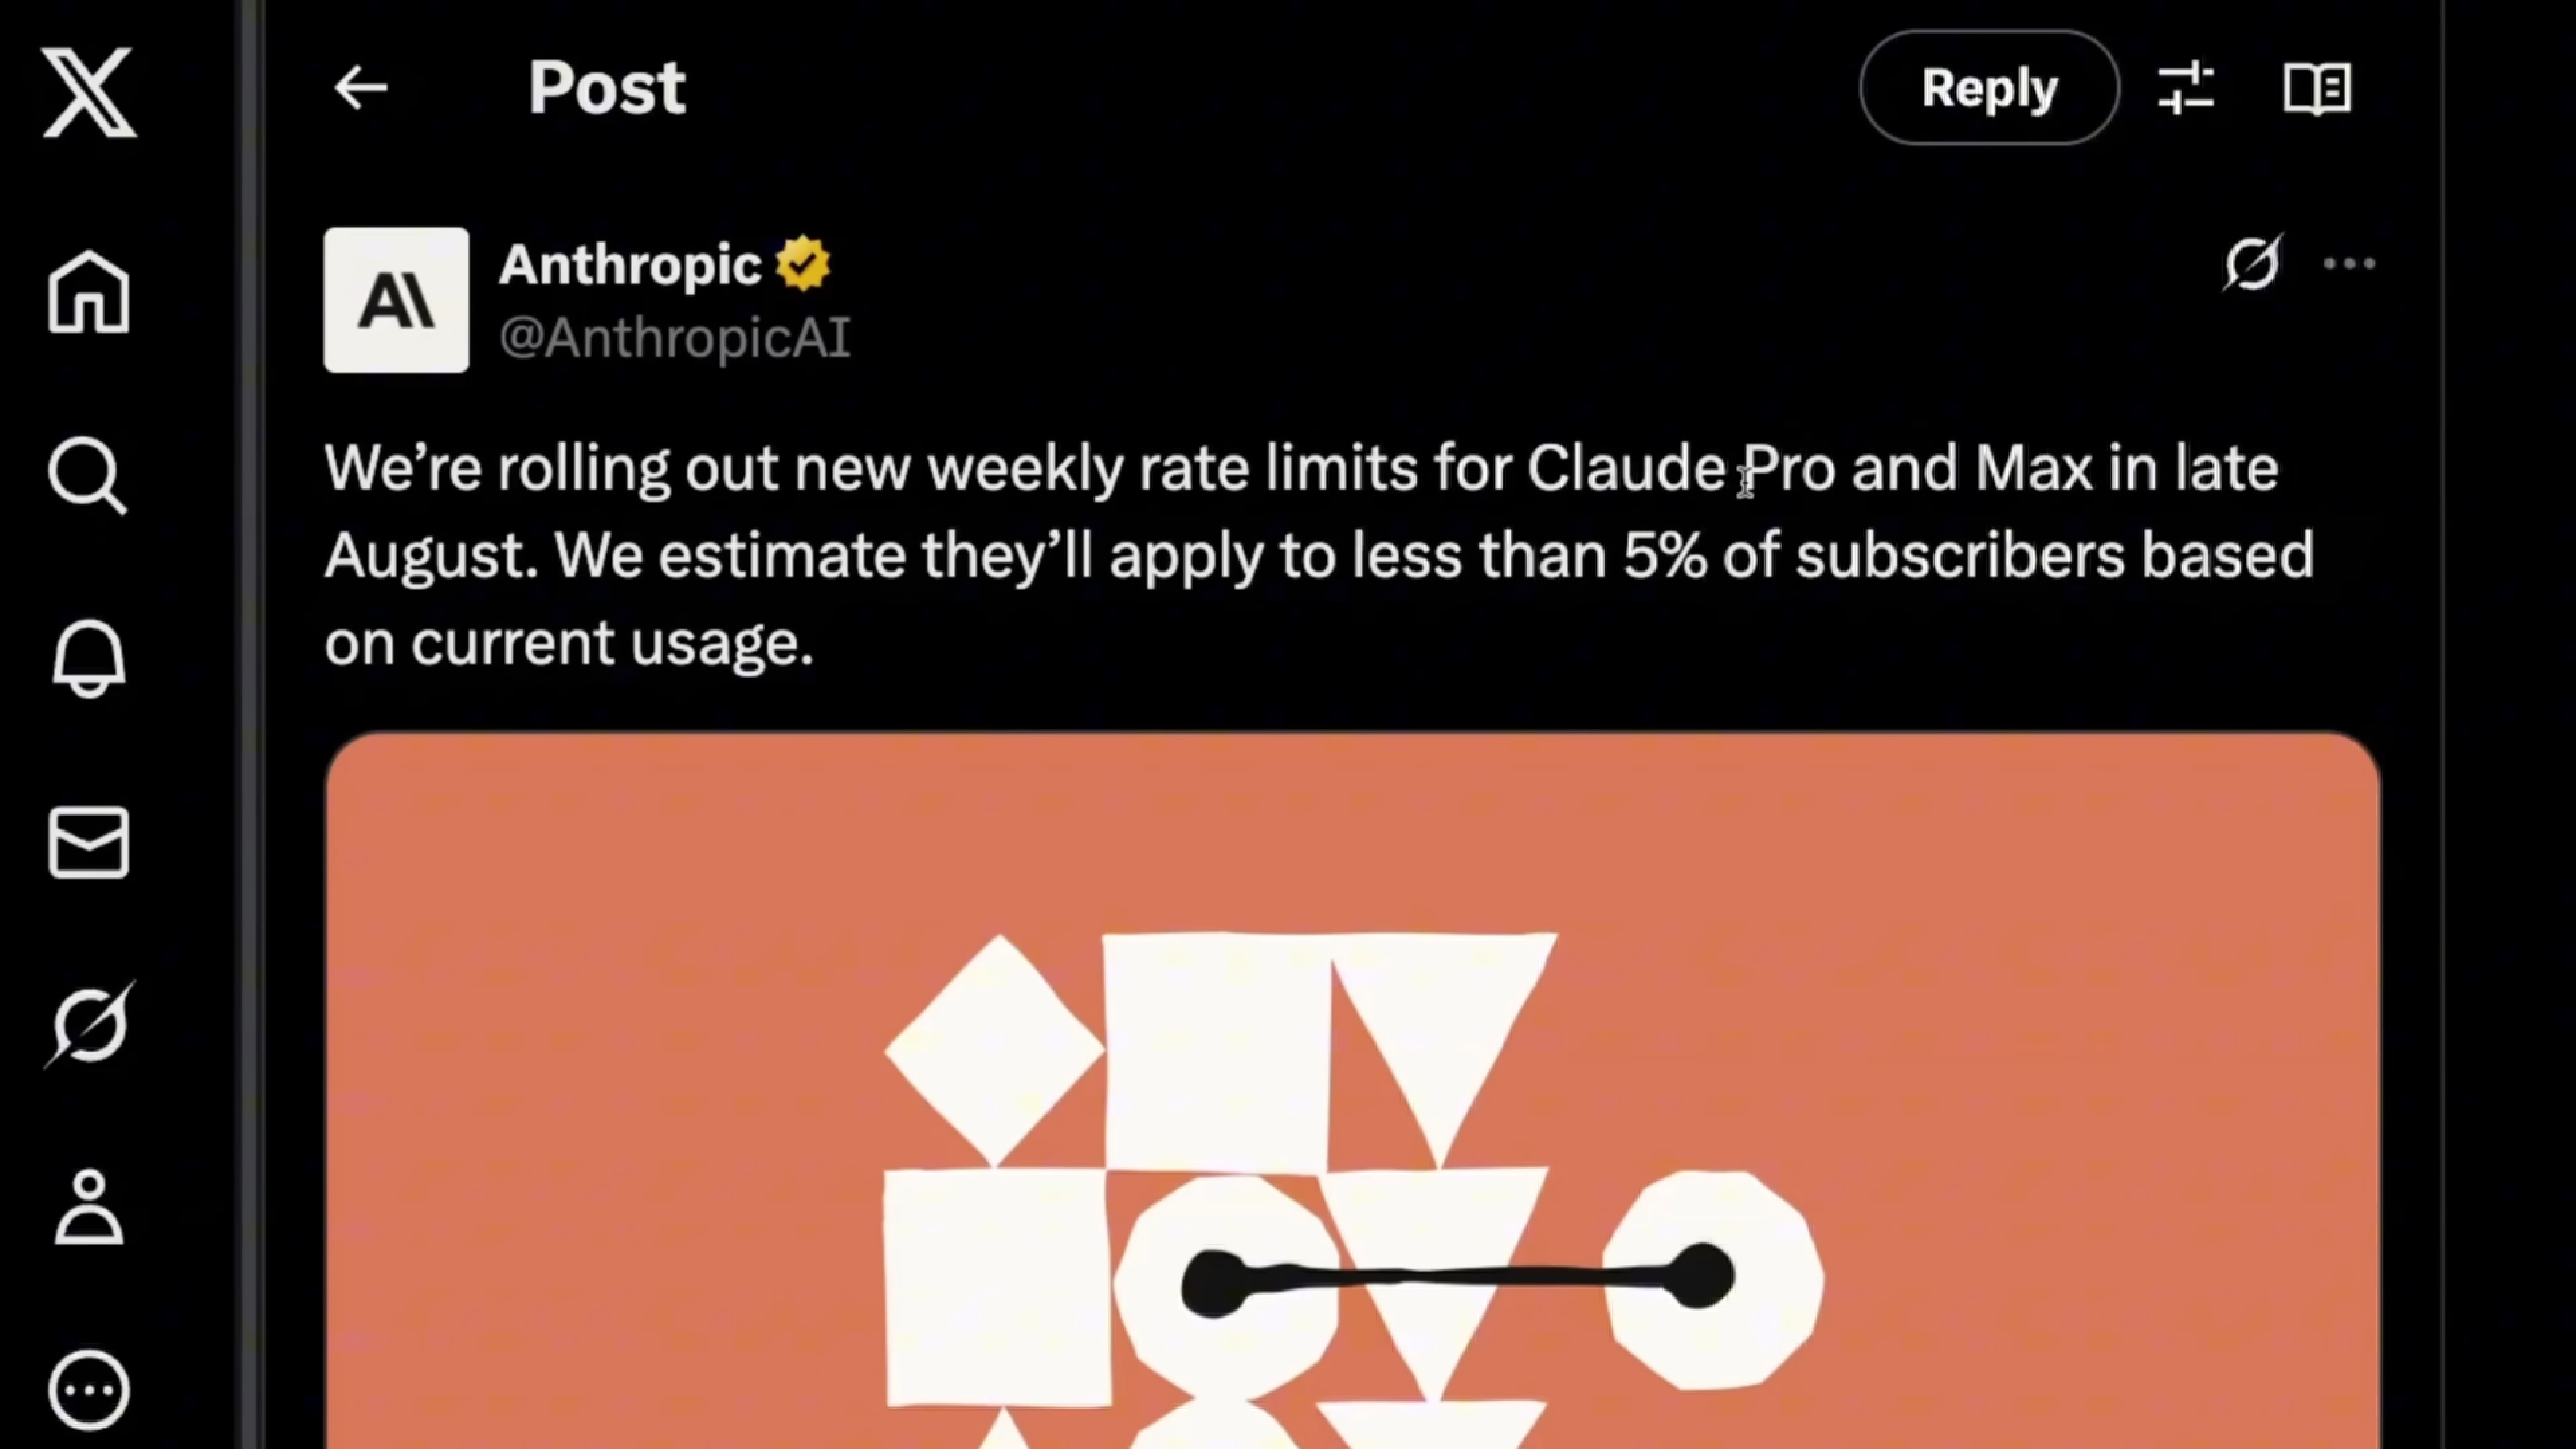 Post
Reply
Anthropic
@AnthropicAI
We’re rolling out new weekly rate limits for Claude Pro and Max in late
August. We estimate they’ll apply to less than 5% of subscribers based
on current usage.